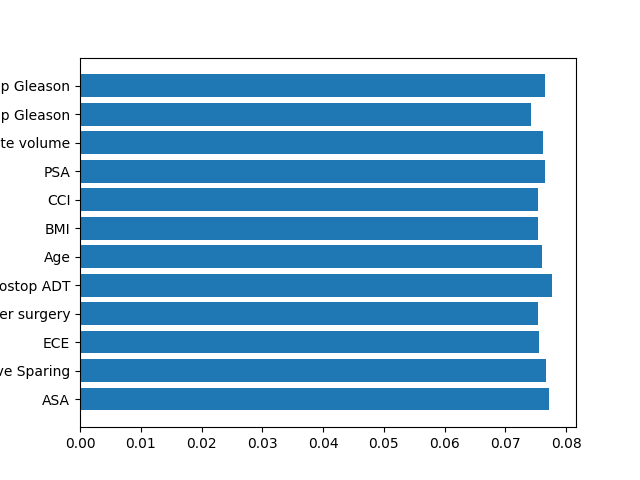 p Gleason
p Gleason
te volume
PSA
CCI
BMI
Age
ostop ADT
er surgery
ECE
ve Sparing
ASA
0.00 0.01 0.02 0.03 0.04 0.05 0.06 0.07 0.08